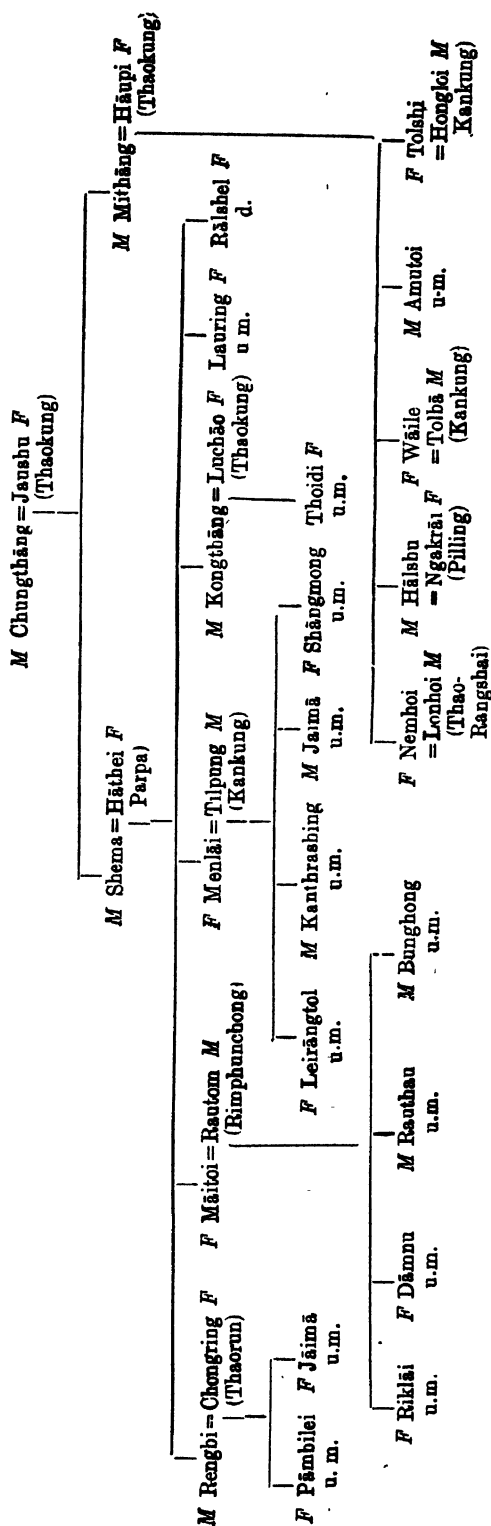 M Chungthāng=Jaushu F
(Thaokung)
M Shema=Hāthei F
Parpa)
M Mithāng=Hāupi F
(Thaokung)
M Rengbi=Chongring F
(Thaorun)
F Māitoi=Rautom M
(Rimphunchong)
F Menlāi=Tilpung M
(Kankung)
M Kongthāng=Luchāo F
(Thaokung)
Lauring F
u m.
Rālshel F
d.
F Pāmbilei
u. m.
F Jāimā
u.m.
F Leirāngtol
u.m.
M Kanthrashing
u.m.
M Jaimā
u.m.
F Shāngmong
u.m.
Thoidi F
u.m.
F Riklāi
u.m.
F Dāmnu
u.m.
M Rauthau
u.m.
M Bunghong
u.m.
F Nemhoi
=Lonhoi M
(Thao-
Rangshai)
M Hālshu
=Ngakrāi F
(Pilling)
F Wāile
=Tolbā M
(Kankung)
M Amutoi
u-m.
F Tolshi
=Hongloi M
Kankung)